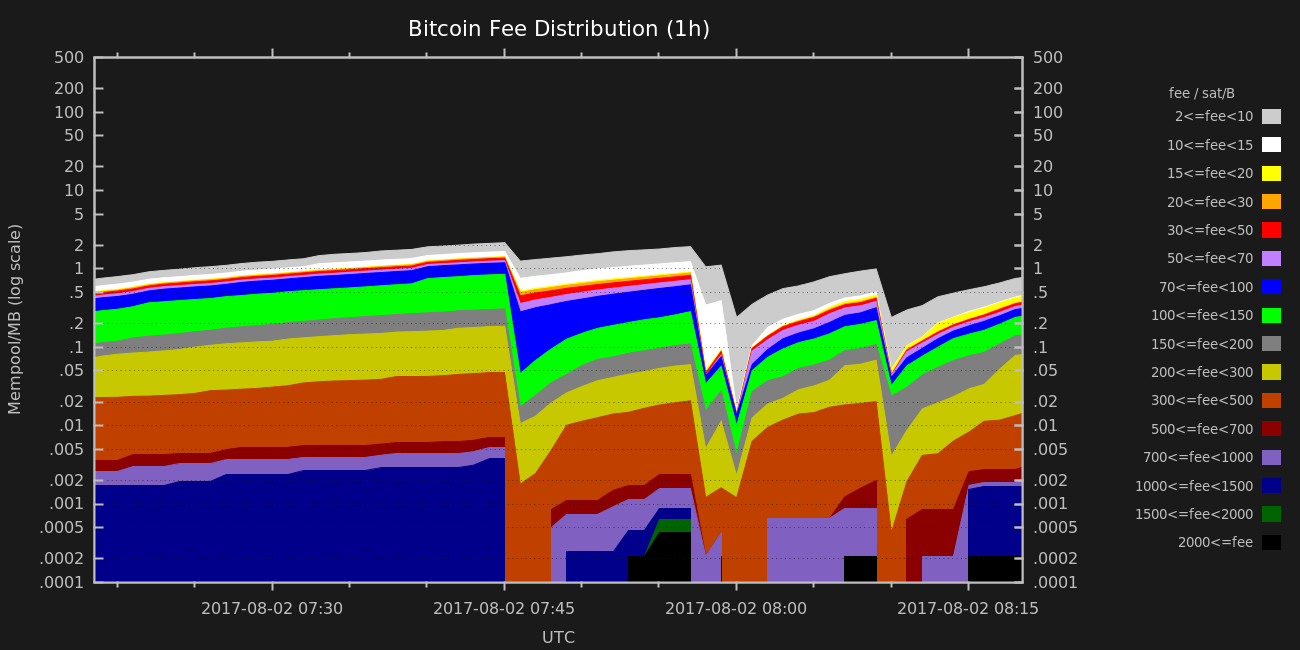 Bitcoin Fee Distribution (1h)
500
200
100
50
20
10
5
2
1
.5
.2
.1
.05
.02
.01
.005
.002
.001
.0005
.0002
.0001
Mempool/MB (log scale)
500
200
100
50
20
10
5
2
1
.5
.2
.1
.05
.02
.01
.005
.002
.001
.0005
.0002
.0001
2017-08-02 07:30
2017-08-02 07:45
2017-08-02 08:00
2017-08-02 08:15
UTC
fee / sat/B
2<=fee<10
10<=fee<15
15<=fee<20
20<=fee<30
30<=fee<50
50<=fee<70
70<=fee<100
100<=fee<150
150<=fee<200
200<=fee<300
300<=fee<500
500<=fee<700
700<=fee<1000
1000<=fee<1500
1500<=fee<2000
2000<=fee